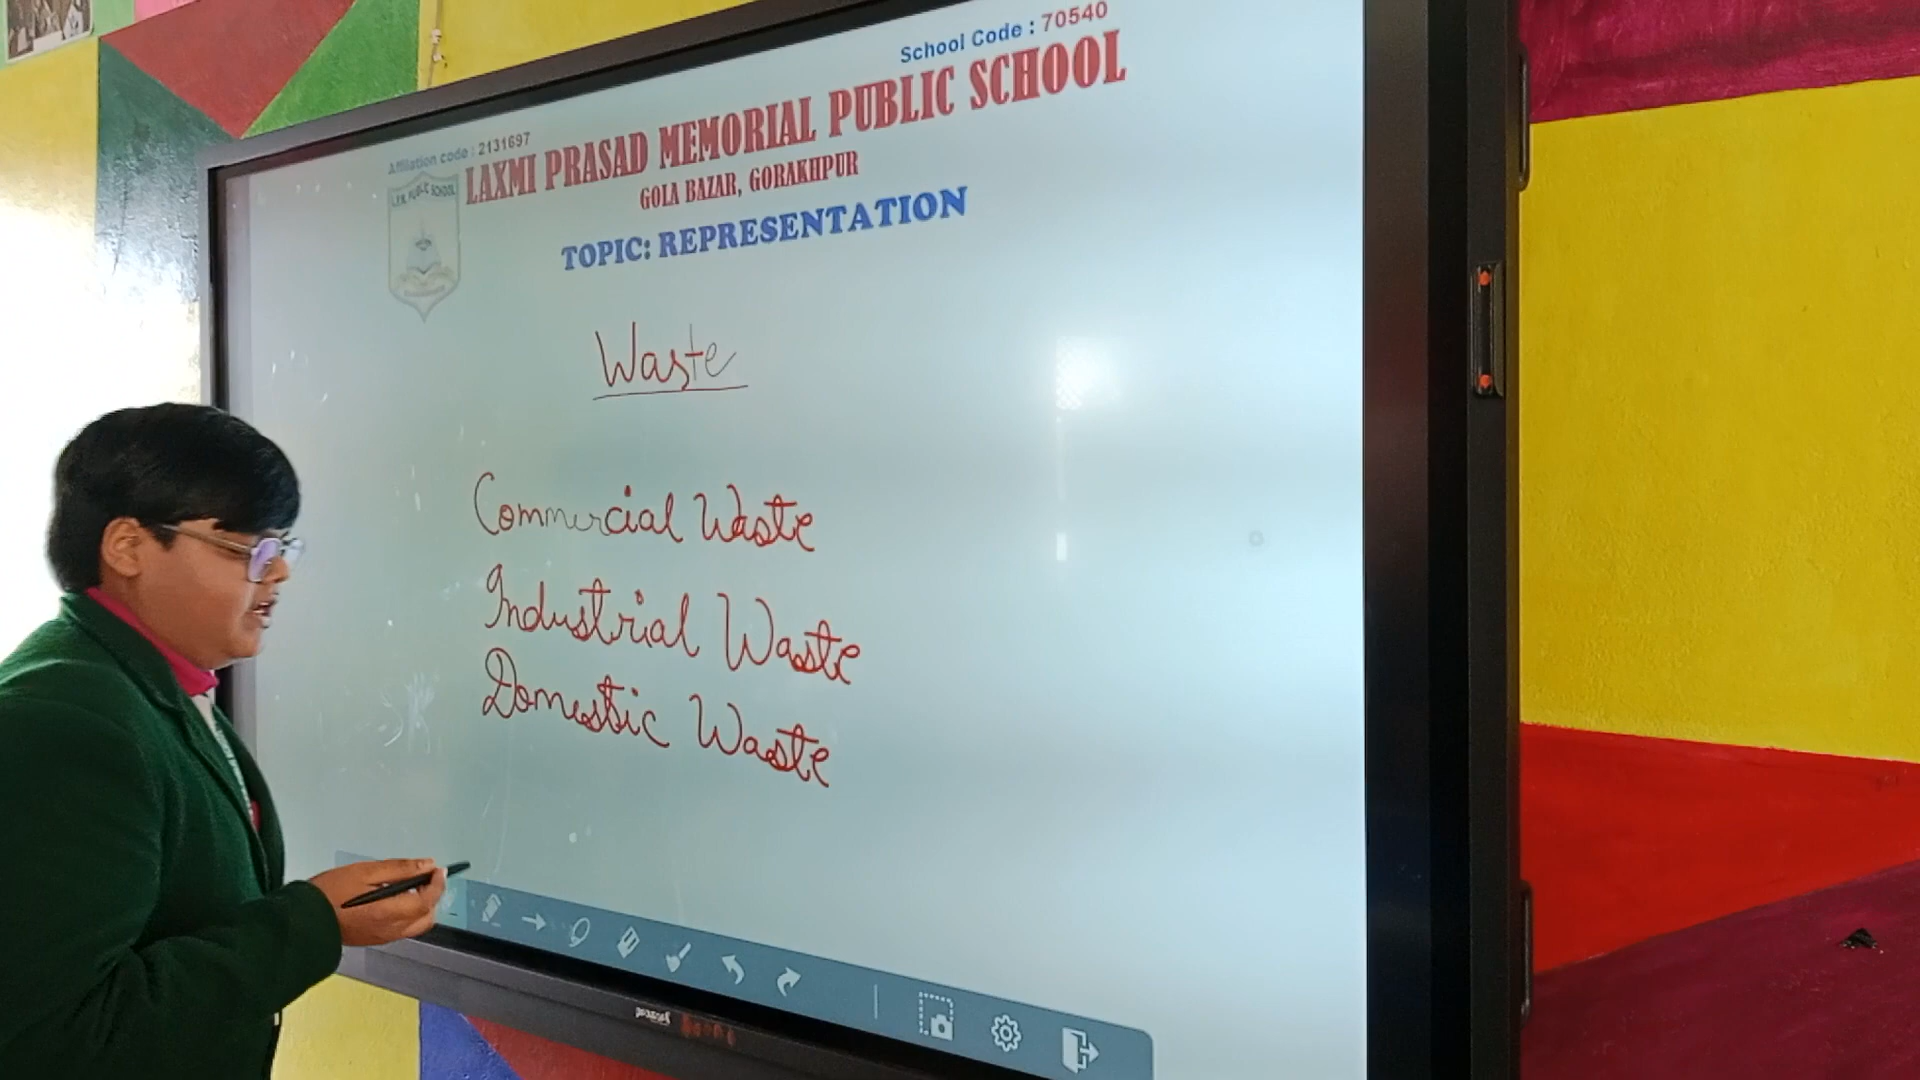 School Code : 70540
Affiliation code : 2131697
LAXMI PRASAD MEMORIAL PUBLIC SCHOOL
GOLA BAZAR, GORAKHPUR
TOPIC: REPRESENTATION
Waste
Commercial Waste
Industrial Waste
Domestic Waste